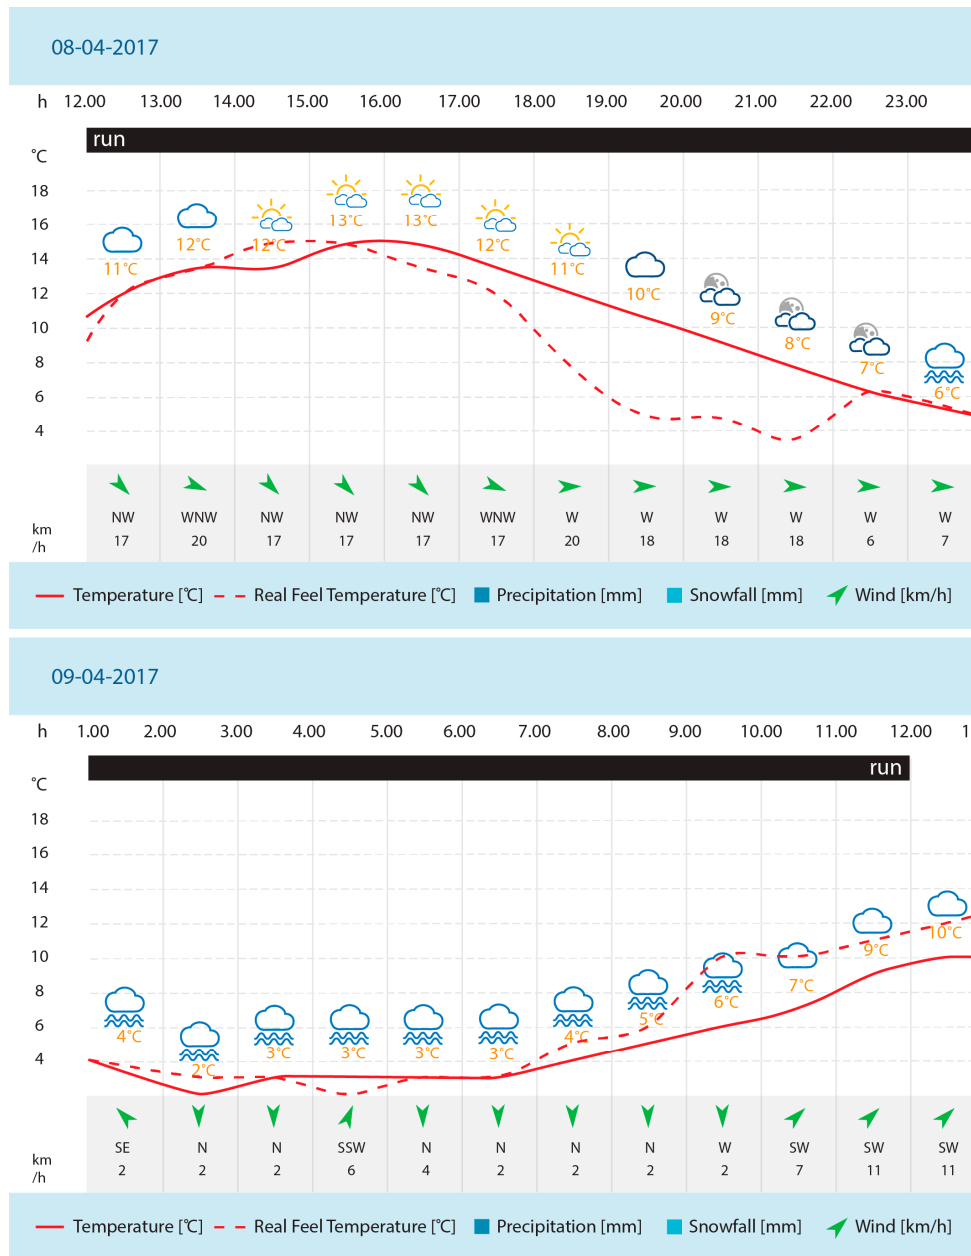 08-04-2017
h 12.00 13.00 14.00 15.00 16.00 17.00 18.00 19.00 20.00 21.00 22.00 23.00
run
°C
18
16
14
12
10
8
6
4
11°C 12°C 12°C 13°C 13°C 12°C 11°C 10°C 9°C 8°C 7°C 6°C
NW WNW NW NW NW WNW W W W W W W
km
/h
17 20 17 17 17 17 20 18 18 18 6 7
Temperature [°C] Real Feel Temperature [°C] Precipitation [mm] Snowfall [mm] Wind [km/h]
09-04-2017
h 1.00 2.00 3.00 4.00 5.00 6.00 7.00 8.00 9.00 10.00 11.00 12.00 1
run
°C
18
16
14
12
10
8
6
4
4°C 2°C 3°C 3°C 3°C 3°C 4°C 5°C 6°C 7°C 9°C 10°C
SE N N SSW N N N N W SW SW SW
km
/h
2 2 2 6 4 2 2 2 2 7 11 11
Temperature [°C] Real Feel Temperature [°C] Precipitation [mm] Snowfall [mm] Wind [km/h]